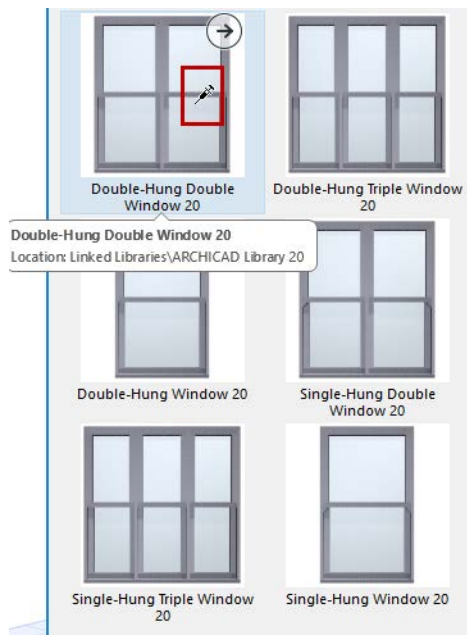 Double-Hung Double
Window 20
Double-Hung Triple Window
20
Double-Hung Double Window 20
Location: Linked Libraries\ARCHICAD Library 20
Double-Hung Window 20
Single-Hung Double
Window 20
Single-Hung Triple Window
20
Single-Hung Window 20